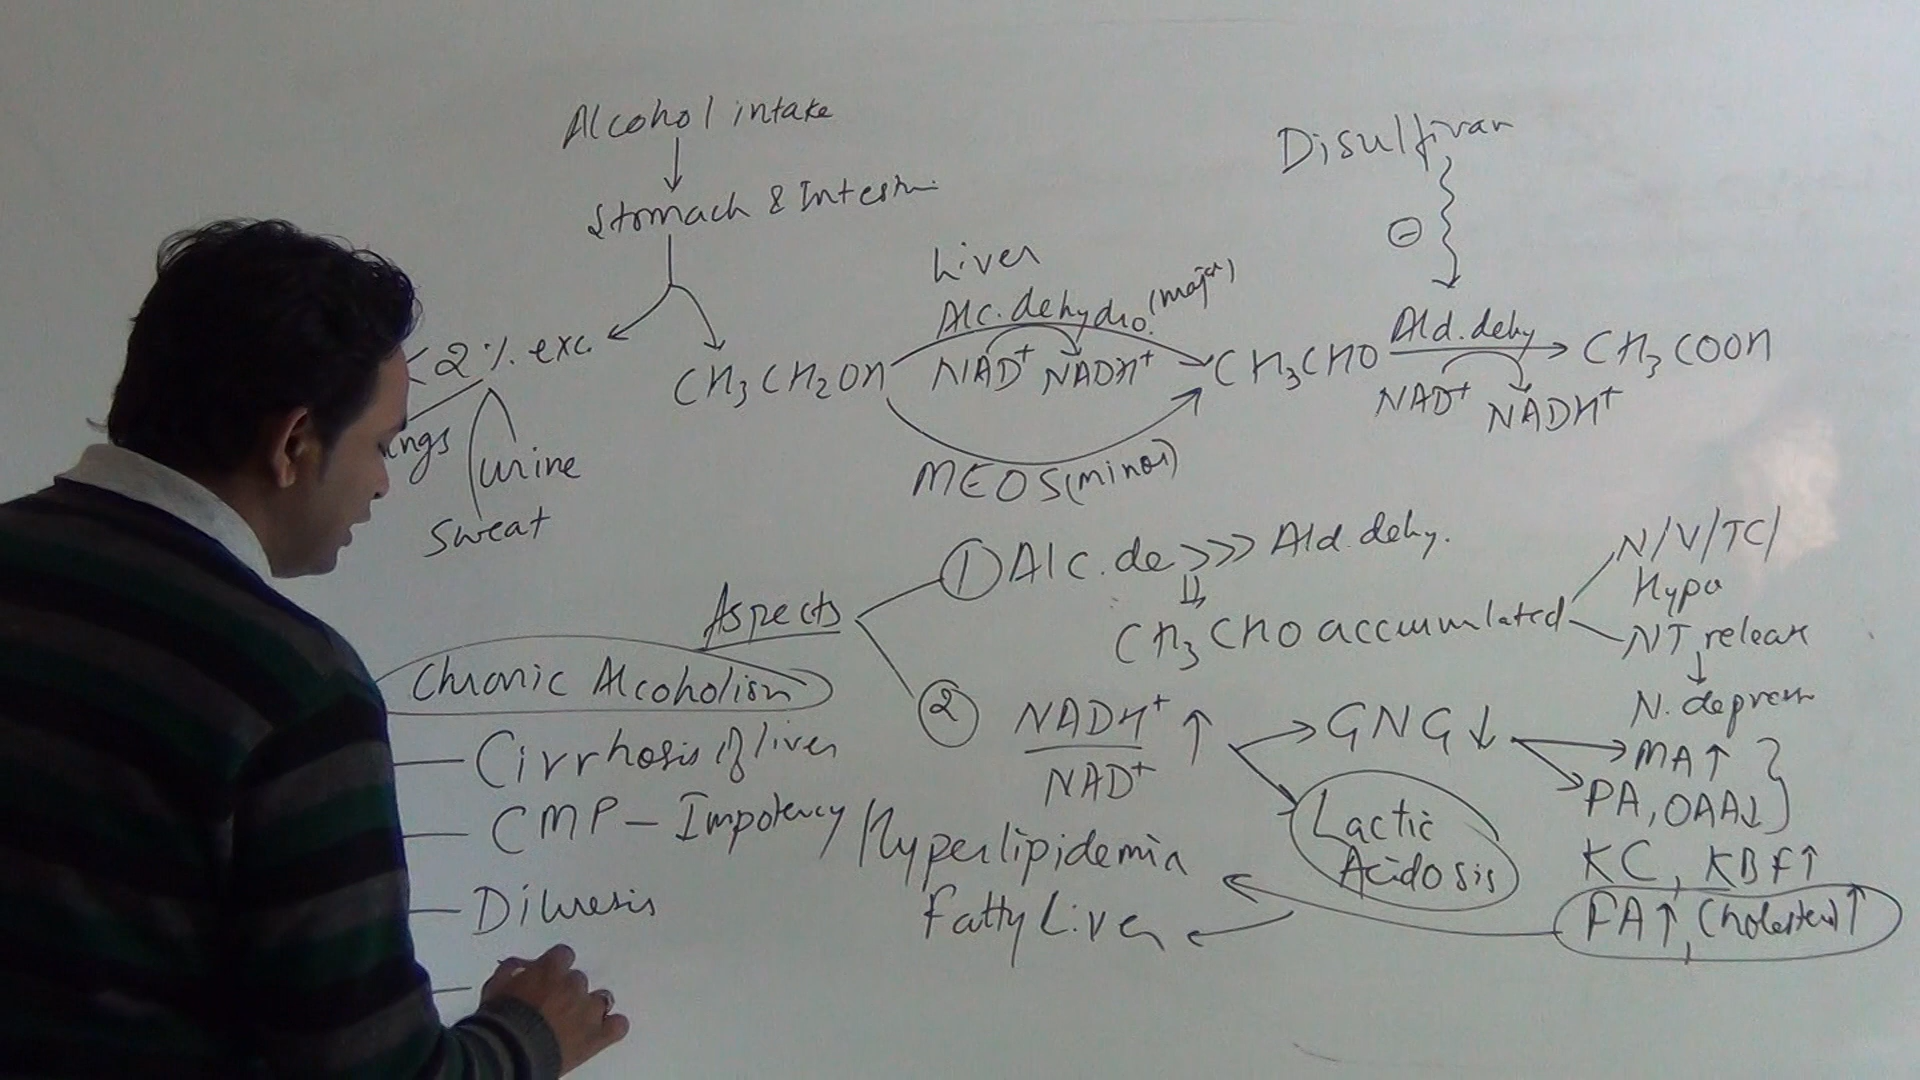 Alcohol intake
Stomach & Intestin
<2% exc.
ngs
urine
Sweat
Liver
Alc. dehydro. (major)
CH3CH2OH
NAD+ NADH+
MEOS (minor)
CH3CHO
Disulfiram
⊖
Ald. dehy
NAD+ NADH+
CH3COOH
Aspects
① Alc. de >>> Ald. dehy.
⇓
CH3CHO accumulated
N/V/TC/
Hypo
NT release
N. depress
② NADH+ ↑
NAD+
GNG ↓
MA ↑
PA, OAA ↓
Lactic
Acidosis
KC, KBF ↑
FA ↑, Cholesterol ↑
Hyperlipidemia
Fatty Liver
Chronic Alcoholism
— Cirrhosis of liver
— CMP – Impotency
— Diuresis
—